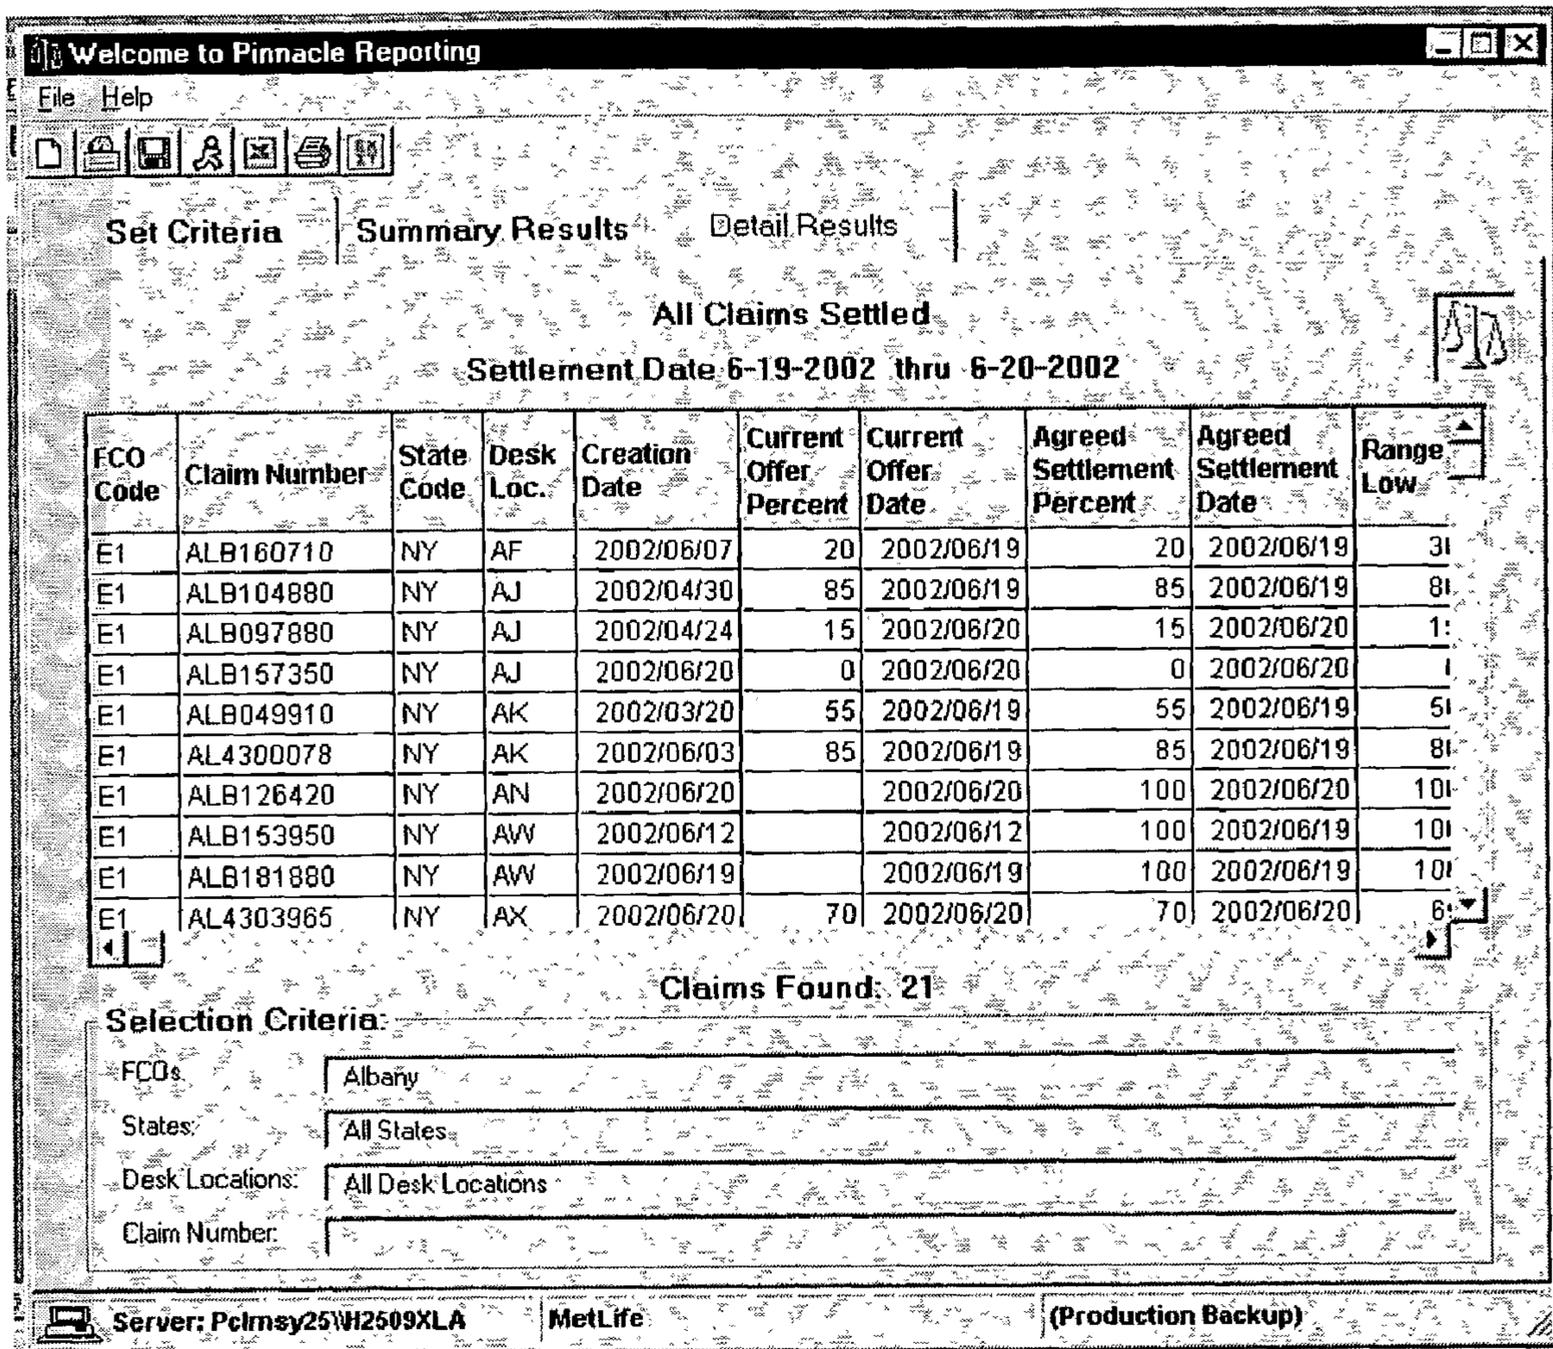 Welcome to Pinnacle Reporting
File Help
Set Criteria Summary Results Detail Results
All Claims Settled
Settlement Date 6-19-2002 thru 6-20-2002
FCO Code Claim Number State Code Desk Loc. Creation Date Current Offer Percent Current Offer Date Agreed Settlement Percent Agreed Settlement Date Range Low
E1 ALB160710 NY AF 2002/06/07 20 2002/06/19 20 2002/06/19
E1 ALB104880 NY AJ 2002/04/30 85 2002/06/19 85 2002/06/19
E1 ALB097880 NY AJ 2002/04/24 15 2002/06/20 15 2002/06/20
E1 ALB157350 NY AJ 2002/06/20 0 2002/06/20 0 2002/06/20
E1 ALB049910 NY AK 2002/03/20 55 2002/06/19 55 2002/06/19
E1 AL4300078 NY AK 2002/06/03 85 2002/06/19 85 2002/06/19
E1 ALB126420 NY AN 2002/06/20 2002/06/20 100 2002/06/20
E1 ALB153950 NY AW 2002/06/12 2002/06/12 100 2002/06/19
E1 ALB181880 NY AW 2002/06/19 2002/06/19 100 2002/06/19
E1 AL4303965 NY AX 2002/06/20 70 2002/06/20 70 2002/06/20
Claims Found: 21
Selection Criteria:
FCOs Albany
States: All States
Desk Locations: All Desk Locations
Claim Number:
Server: MetLife (Production Backup)